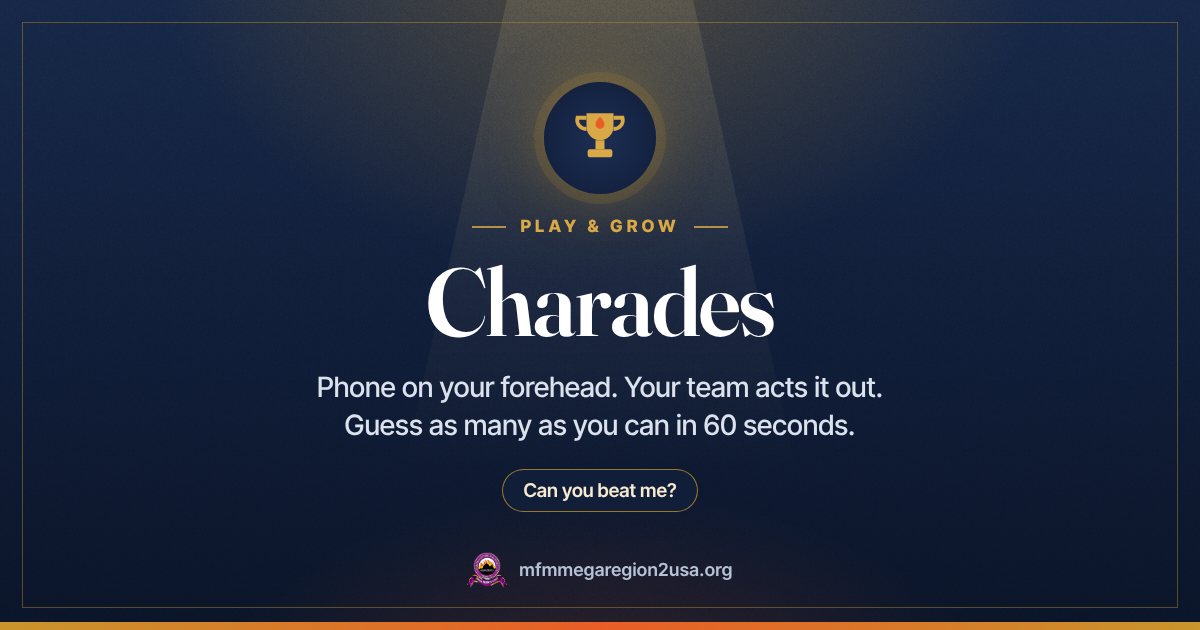 PLAY & GROW
Charades
Phone on your forehead. Your team acts it out.
Guess as many as you can in 60 seconds.
Can you beat me?
mfmmegaregion2usa.org